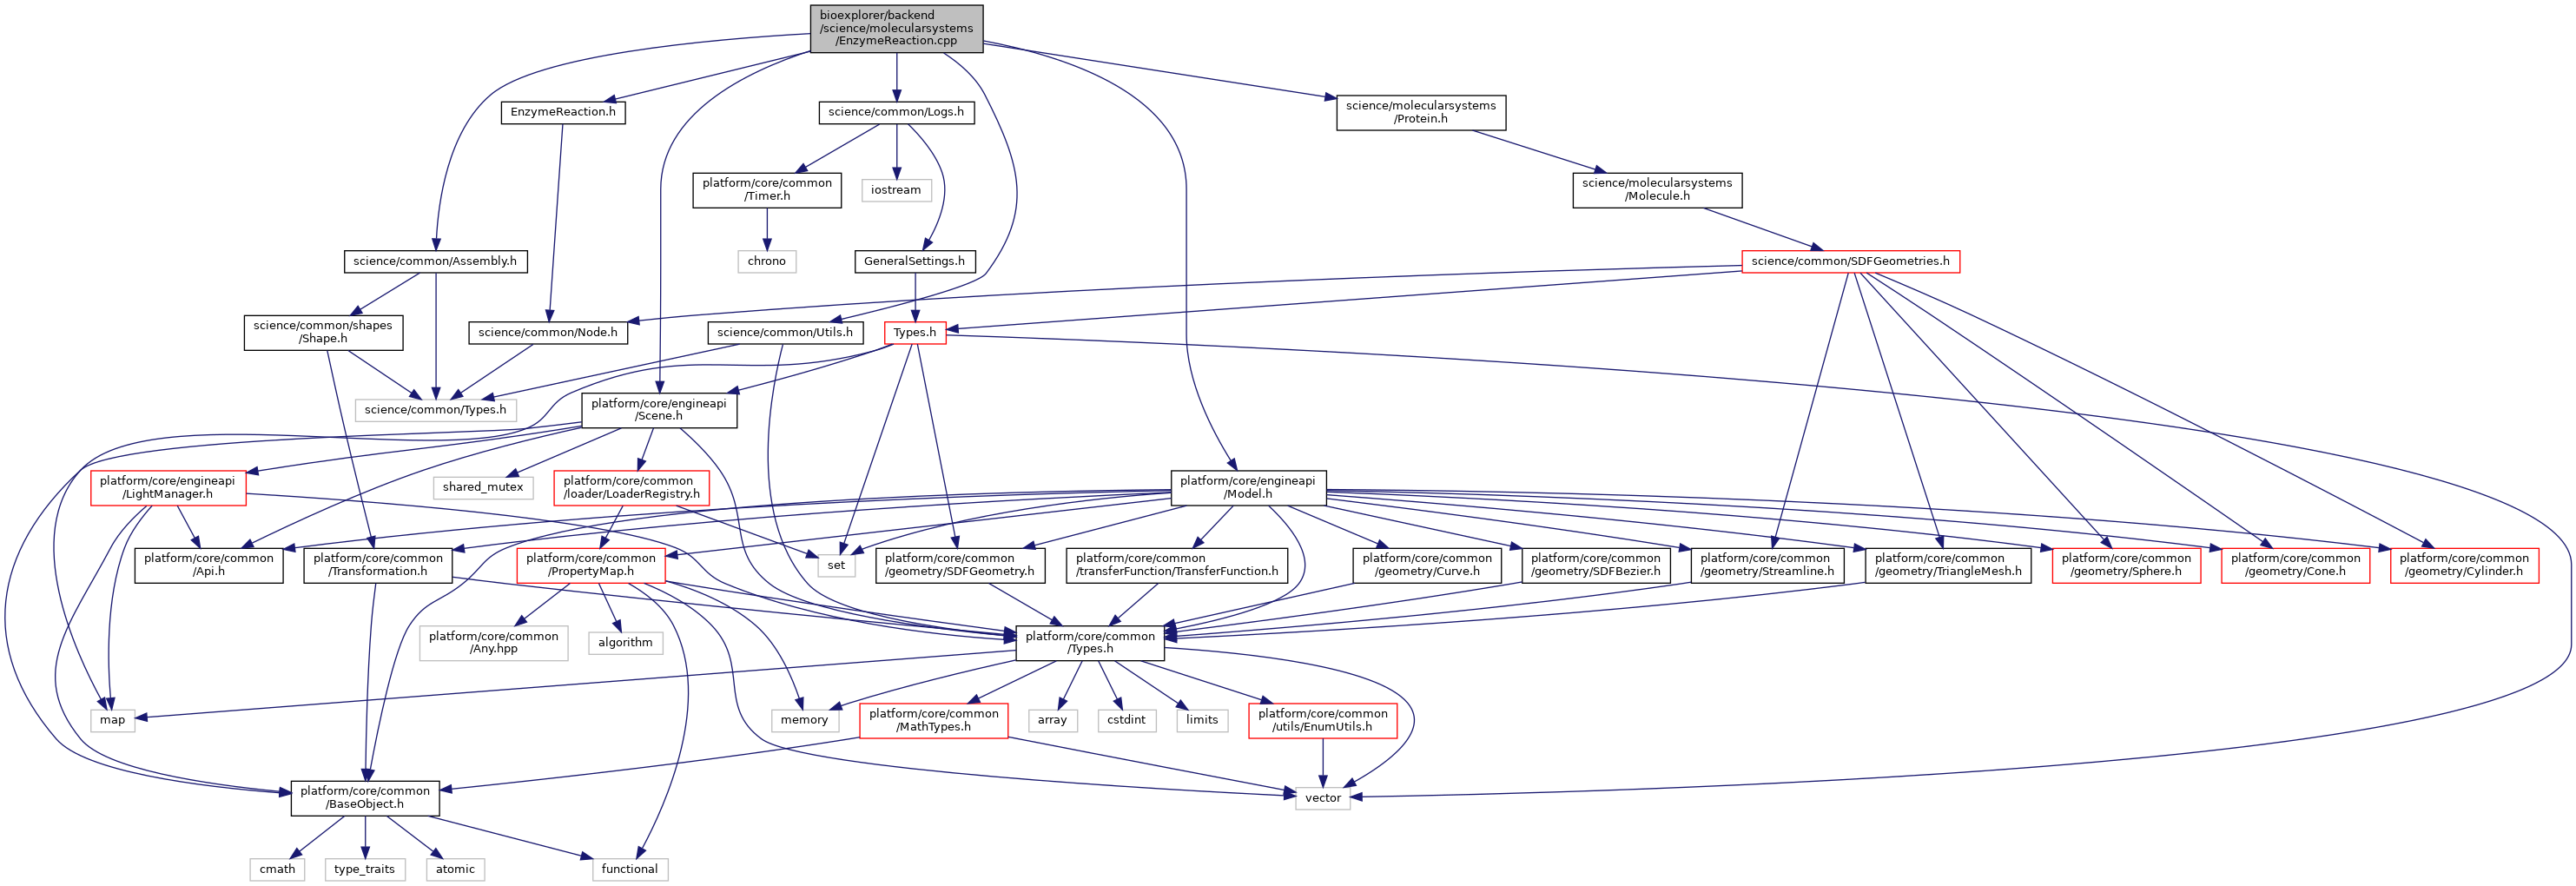 bioexplorer/backend
/science/molecularsystems
/EnzymeReaction.cpp
EnzymeReaction.h
science/common/Logs.h
science/molecularsystems
/Protein.h
platform/core/common
/Timer.h
iostream
science/molecularsystems
/Molecule.h
science/common/Assembly.h
chrono
GeneralSettings.h
science/common/SDFGeometries.h
science/common/shapes
/Shape.h
science/common/Node.h
science/common/Utils.h
Types.h
science/common/Types.h
platform/core/engineapi
/Scene.h
platform/core/engineapi
/LightManager.h
shared_mutex
platform/core/common
/loader/LoaderRegistry.h
platform/core/engineapi
/Model.h
platform/core/common
/Api.h
platform/core/common
/Transformation.h
platform/core/common
/PropertyMap.h
set
platform/core/common
/geometry/SDFGeometry.h
platform/core/common
/transferFunction/TransferFunction.h
platform/core/common
/geometry/Curve.h
platform/core/common
/geometry/SDFBezier.h
platform/core/common
/geometry/Streamline.h
platform/core/common
/geometry/TriangleMesh.h
platform/core/common
/geometry/Sphere.h
platform/core/common
/geometry/Cone.h
platform/core/common
/geometry/Cylinder.h
platform/core/common
/Any.hpp
algorithm
platform/core/common
/Types.h
map
memory
platform/core/common
/MathTypes.h
array
cstdint
limits
platform/core/common
/utils/EnumUtils.h
platform/core/common
/BaseObject.h
vector
cmath
type_traits
atomic
functional